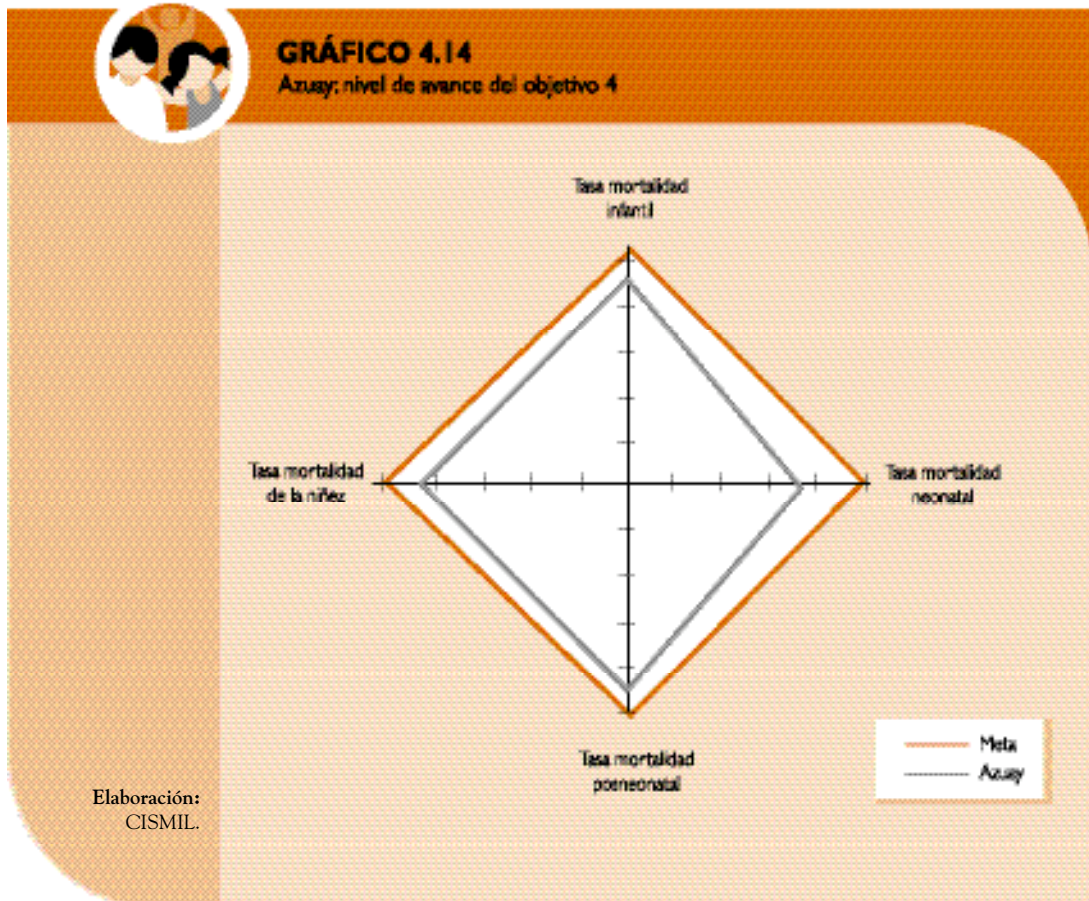 GRÁFICO 4.14
Azuay: nivel de avance del objetivo 4
Tasa mortalidad
infantil
Tasa mortalidad
de la niñez
Tasa mortalidad
neonatal
Tasa mortalidad
posneonatal
Meta
Azuay
Elaboración:
CISMIL.